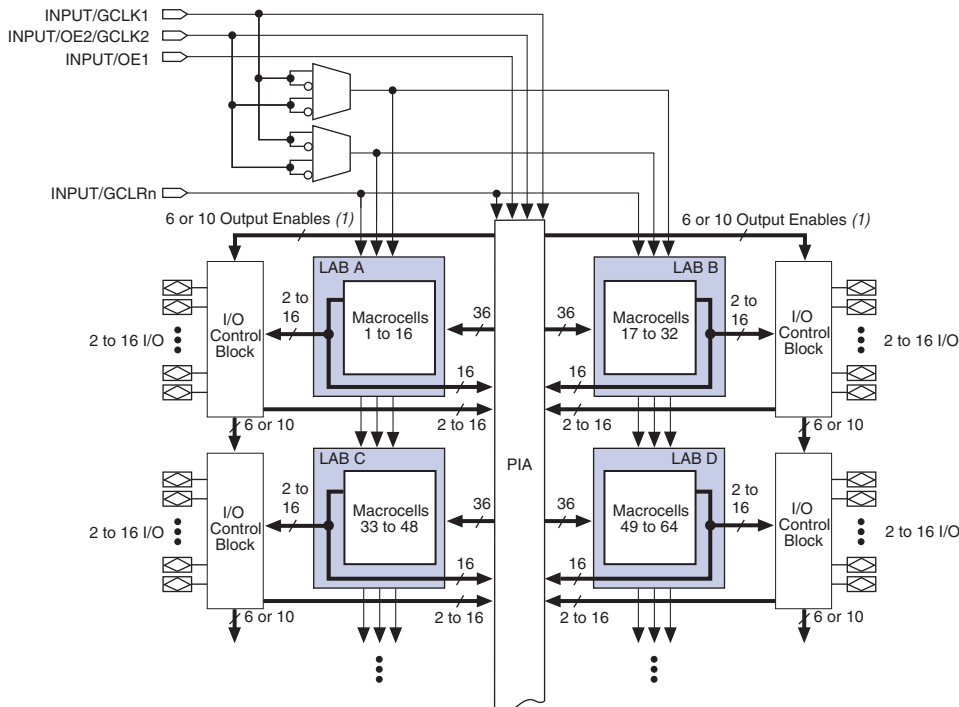 INPUT/GCLK1
INPUT/OE2/GCLK2
INPUT/OE1
INPUT/GCLRn
6 or 10 Output Enables (1)
6 or 10 Output Enables (1)
LAB A
LAB B
I/O
Control
Block
2 to
16
Macrocells
1 to 16
36
36
Macrocells
17 to 32
2 to
16
I/O
Control
Block
2 to 16 I/O
2 to 16 I/O
16
16
6 or 10
2 to 16
2 to 16
6 or 10
PIA
LAB C
LAB D
I/O
Control
Block
2 to
16
Macrocells
33 to 48
36
36
Macrocells
49 to 64
2 to
16
I/O
Control
Block
2 to 16 I/O
2 to 16 I/O
16
16
6 or 10
2 to 16
2 to 16
6 or 10